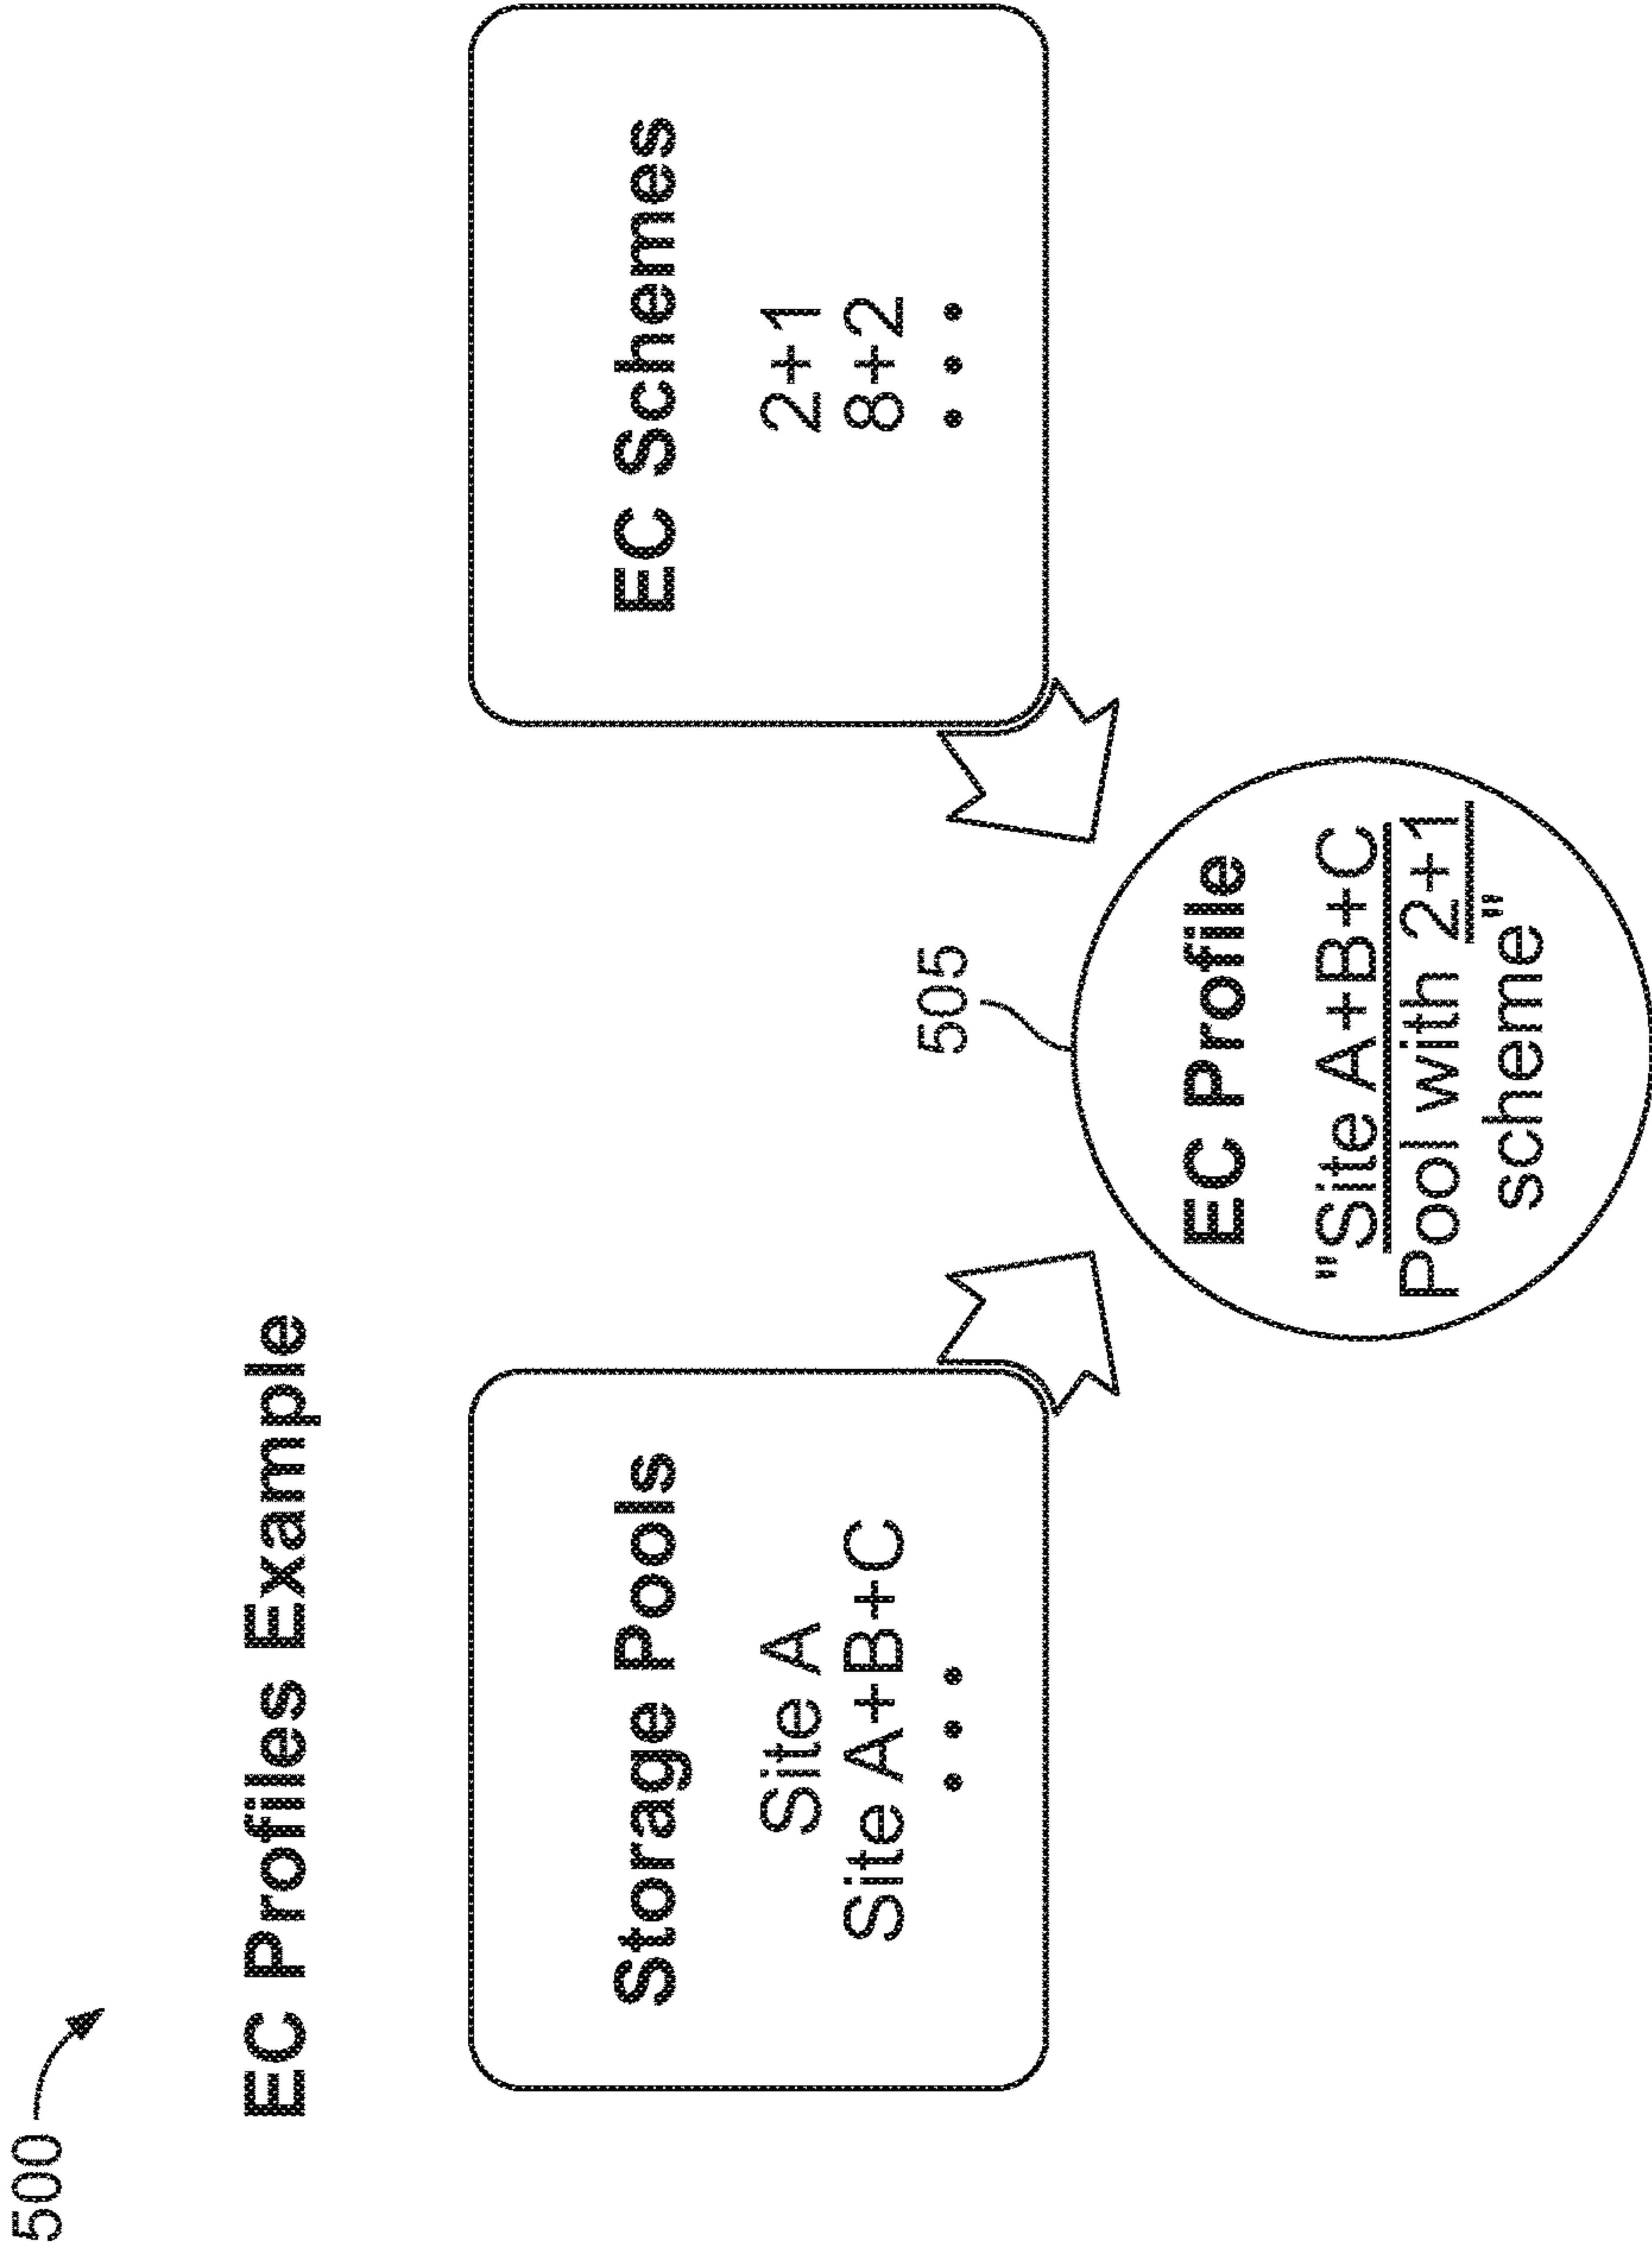 500
EC Profiles Example
Storage Pools
Site A
Site A+B+C
• • •
EC Schemes
2+1
8+2
• • •
505
EC Profile
"Site A+B+C
Pool with 2+1
scheme"